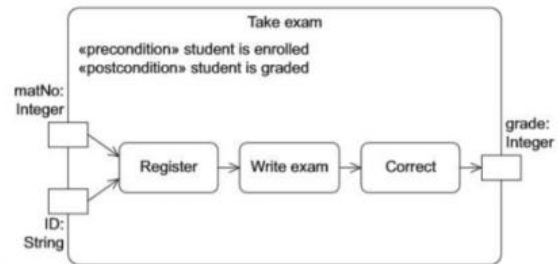 Take exam
«precondition» student is enrolled
«postcondition» student is graded
matNo:
Integer
grade:
Integer
Register
Write exam
Correct
ID:
String